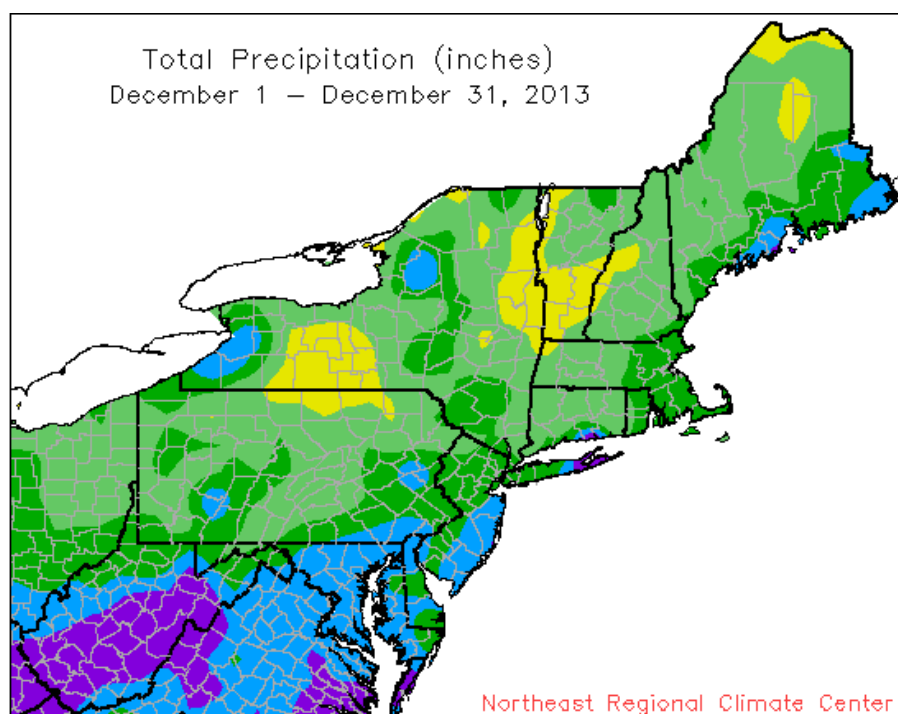 Total Precipitation (inches)
December 1 – December 31, 2013
Northeast Regional Climate Center